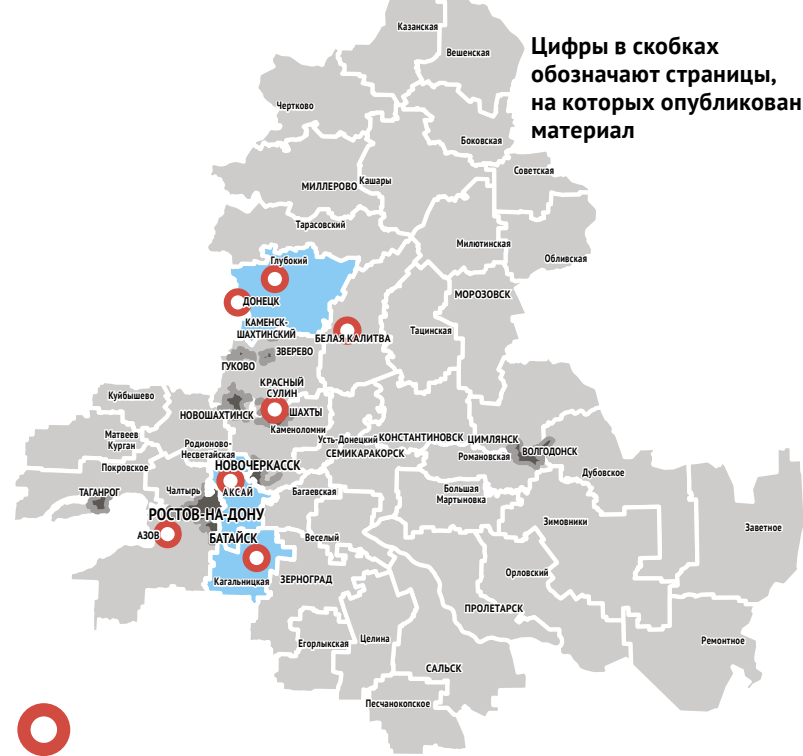 Казанская
Вешенская
Цифры в скобках
обозначают страницы,
на которых опубликован
материал
Чертково
Боковская
Советская
МИЛЛЕРОВО
Кашары
Тарасовский
Милютинская
Обливская
Глубокий
ДОНЕЦК
МОРОЗОВСК
КАМЕНСК-
ШАХТИНСКИЙ
БЕЛАЯ КАЛИТВА
Тацинская
ЗВЕРЕВО
ГУКОВО
КРАСНЫЙ
СУЛИН
Куйбышево
НОВОШАХТИНСК
ШАХТЫ
Каменоломни
Матвеев
Курган
Родионово-
Несветайская
Усть-Донецкий
КОНСТАНТИНОВСК
ЦИМЛЯНСК
СЕМИКАРАКОРСК
Романовская
ВОЛГОДОНСК
Покровское
НОВОЧЕРКАССК
Дубовское
ТАГАНРОГ
Чалтырь
АКСАЙ
Багаевская
Большая
Мартыновка
РОСТОВ-НА-ДОНУ
Зимовники
Заветное
АЗОВ
БАТАЙСК
Веселый
Кагальницкая
ЗЕРНОГРАД
Орловский
ПРОЛЕТАРСК
Егорлыкская
Целина
Ремонтное
САЛЬСК
Песчанокопское